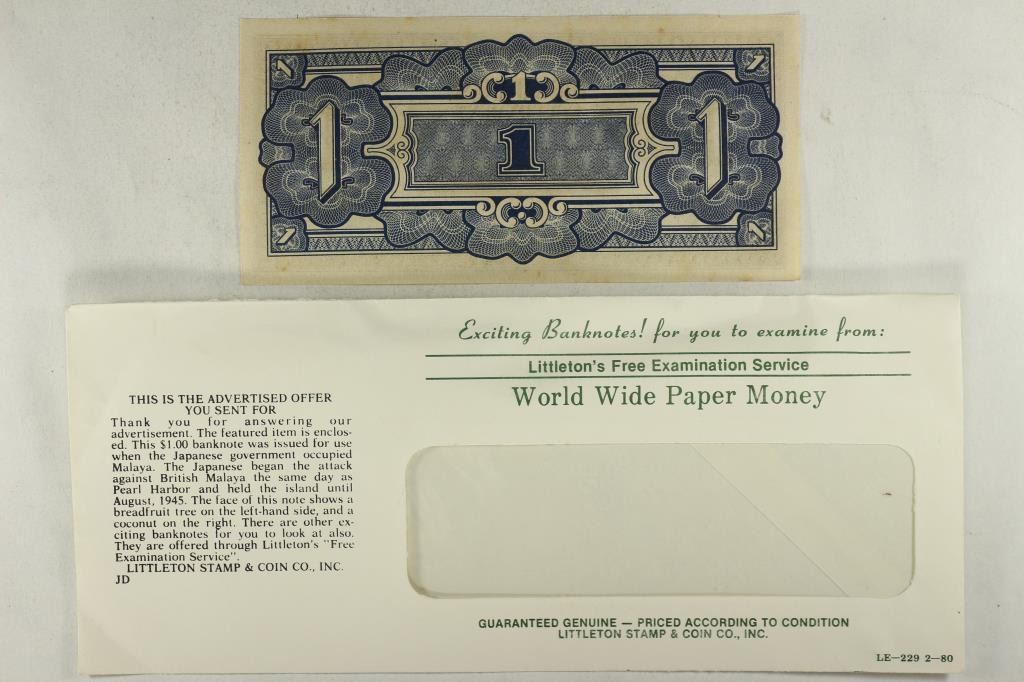 1 1
1
1 1 1
1 1
Exciting Banknotes! for you to examine from:
Littleton's Free Examination Service
World Wide Paper Money
THIS IS THE ADVERTISED OFFER
YOU SENT FOR
Thank you for answering our
advertisement. The featured item is enclos-
ed. This $1.00 banknote was issued for use
when the Japanese government occupied
Malaya. The Japanese began the attack
against British Malaya the same day as
Pearl Harbor and held the island until
August, 1945. The face of this note shows a
breadfruit tree on the left-hand side, and a
coconut on the right. There are other ex-
citing banknotes for you to look at also.
They are offered through Littleton's "Free
Examination Service".
LITTLETON STAMP & COIN CO., INC.
JD
GUARANTEED GENUINE — PRICED ACCORDING TO CONDITION
LITTLETON STAMP & COIN CO., INC.
LE—229 2—80